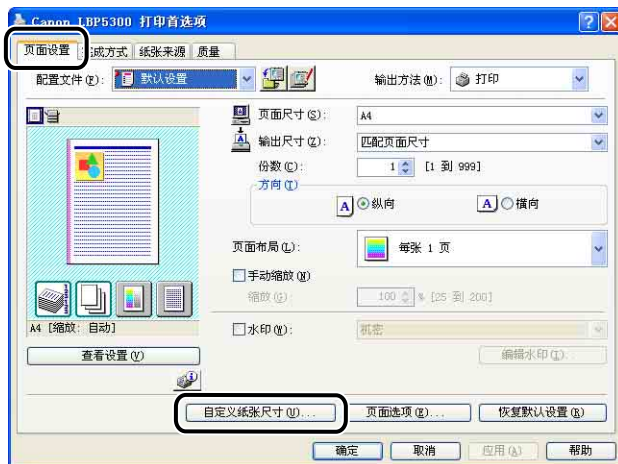 Canon LBP5300 打印首选项
页面设置 完成方式 纸张来源 质量
配置文件(F): 默认设置 输出方法(M): 打印
页面尺寸(S): A4
输出尺寸(Z): 匹配页面尺寸
份数(C): 1 [1 到 999]
方向(T)
A 纵向 A 横向
页面布局(L): 每张 1 页
手动缩放(N)
缩放(G): 100 % [25 到 200]
A4 [缩放: 自动]
水印(W): 机密
查看设置(V) 编辑水印(I)...
自定义纸张尺寸(U)... 页面选项(E)... 恢复默认设置(R)
确定 取消 应用(A) 帮助